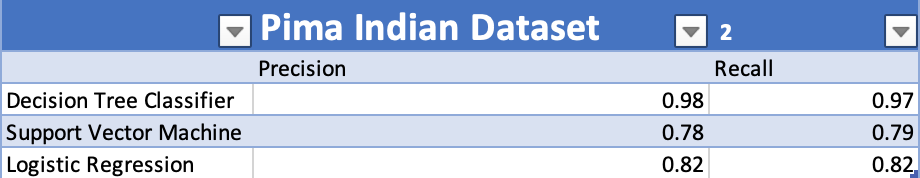 Pima Indian Dataset 2
Precision Recall
Decision Tree Classifier 0.98 0.97
Support Vector Machine 0.78 0.79
Logistic Regression 0.82 0.82